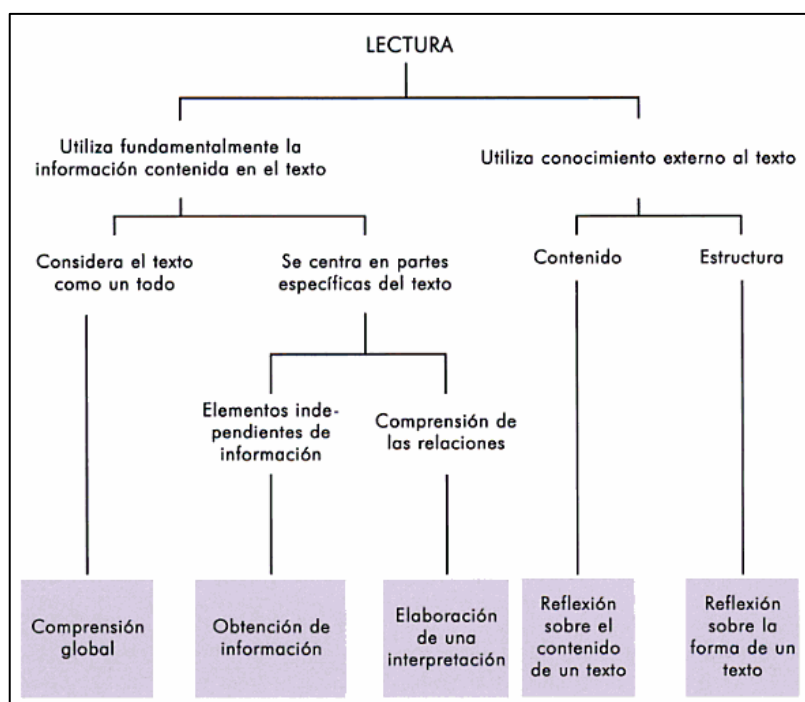 LECTURA
Utiliza fundamentalmente la
información contenida en el texto
Utiliza conocimiento externo al texto
Considera el texto
como un todo
Se centra en partes
específicas del texto
Contenido
Estructura
Elementos inde-
pendientes de
información
Comprensión de
las relaciones
Comprensión
global
Obtención de
información
Elaboración
de una
interpretación
Reflexión
sobre el
contenido
de un texto
Reflexión
sobre la
forma de un
texto